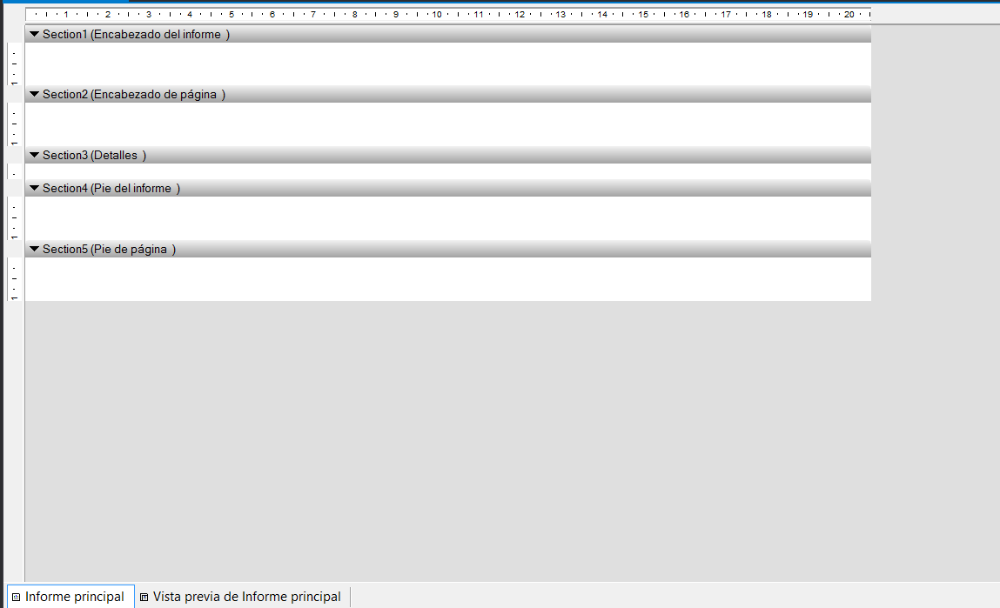 1 2 3 4 5 6 7 8 9 10 11 12 13 14 15 16 17 18 19 20
Section1 (Encabezado del informe )
Section2 (Encabezado de página )
Section3 (Detalles )
Section4 (Pie del informe )
Section5 (Pie de página )
Informe principal Vista previa de Informe principal